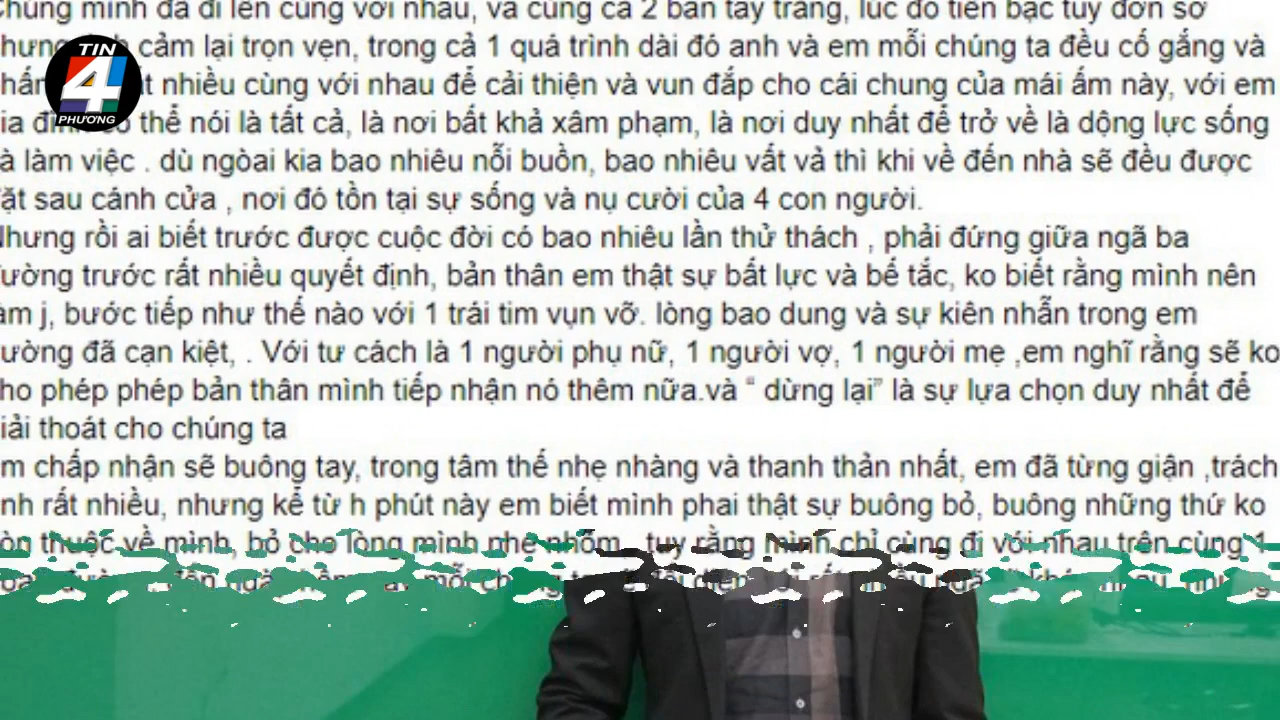 TIN
4
PHƯƠNG
Chúng mình đã đi lên cùng với nhau, và cũng cả 2 bàn tay trắng, lúc đó tiền bạc tuy đơn sơ
cảm lại trọn vẹn, trong cả 1 quá trình dài đó anh và em mỗi chúng ta đều cố gắng và
nhiều cùng với nhau để cải thiện và vun đắp cho cái chung của mái ấm này, với em
thể nói là tất cả, là nơi bất khả xâm phạm, là nơi duy nhất để trở về là dộng lực sống
làm việc . dù ngòai kia bao nhiêu nỗi buồn, bao nhiêu vất vả thì khi về đến nhà sẽ đều được
sau cánh cửa , nơi đó tồn tại sự sống và nụ cười của 4 con người.
Nhưng rồi ai biết trước được cuộc đời có bao nhiêu lần thử thách , phải đứng giữa ngã ba
trước rất nhiều quyết định, bản thân em thật sự bất lực và bế tắc, ko biết rằng mình nên
j, bước tiếp như thế nào với 1 trái tim vụn vỡ. lòng bao dung và sự kiên nhẫn trong em
đã cạn kiệt, . Với tư cách là 1 người phụ nữ, 1 người vợ, 1 người mẹ ,em nghĩ rằng sẽ ko
phép phép bản thân mình tiếp nhận nó thêm nữa.và “ dừng lại” là sự lựa chọn duy nhất để
thoát cho chúng ta
chấp nhận sẽ buông tay, trong tâm thế nhẹ nhàng và thanh thản nhất, em đã từng giận ,trách
rất nhiều, nhưng kể từ h phút này em biết mình phai thật sự buông bỏ, buông những thứ ko
thuộc về mình, bỏ cho lòng mình nhẹ nhõm , tuy rằng mình chỉ cùng đi với nhau trên cùng 1